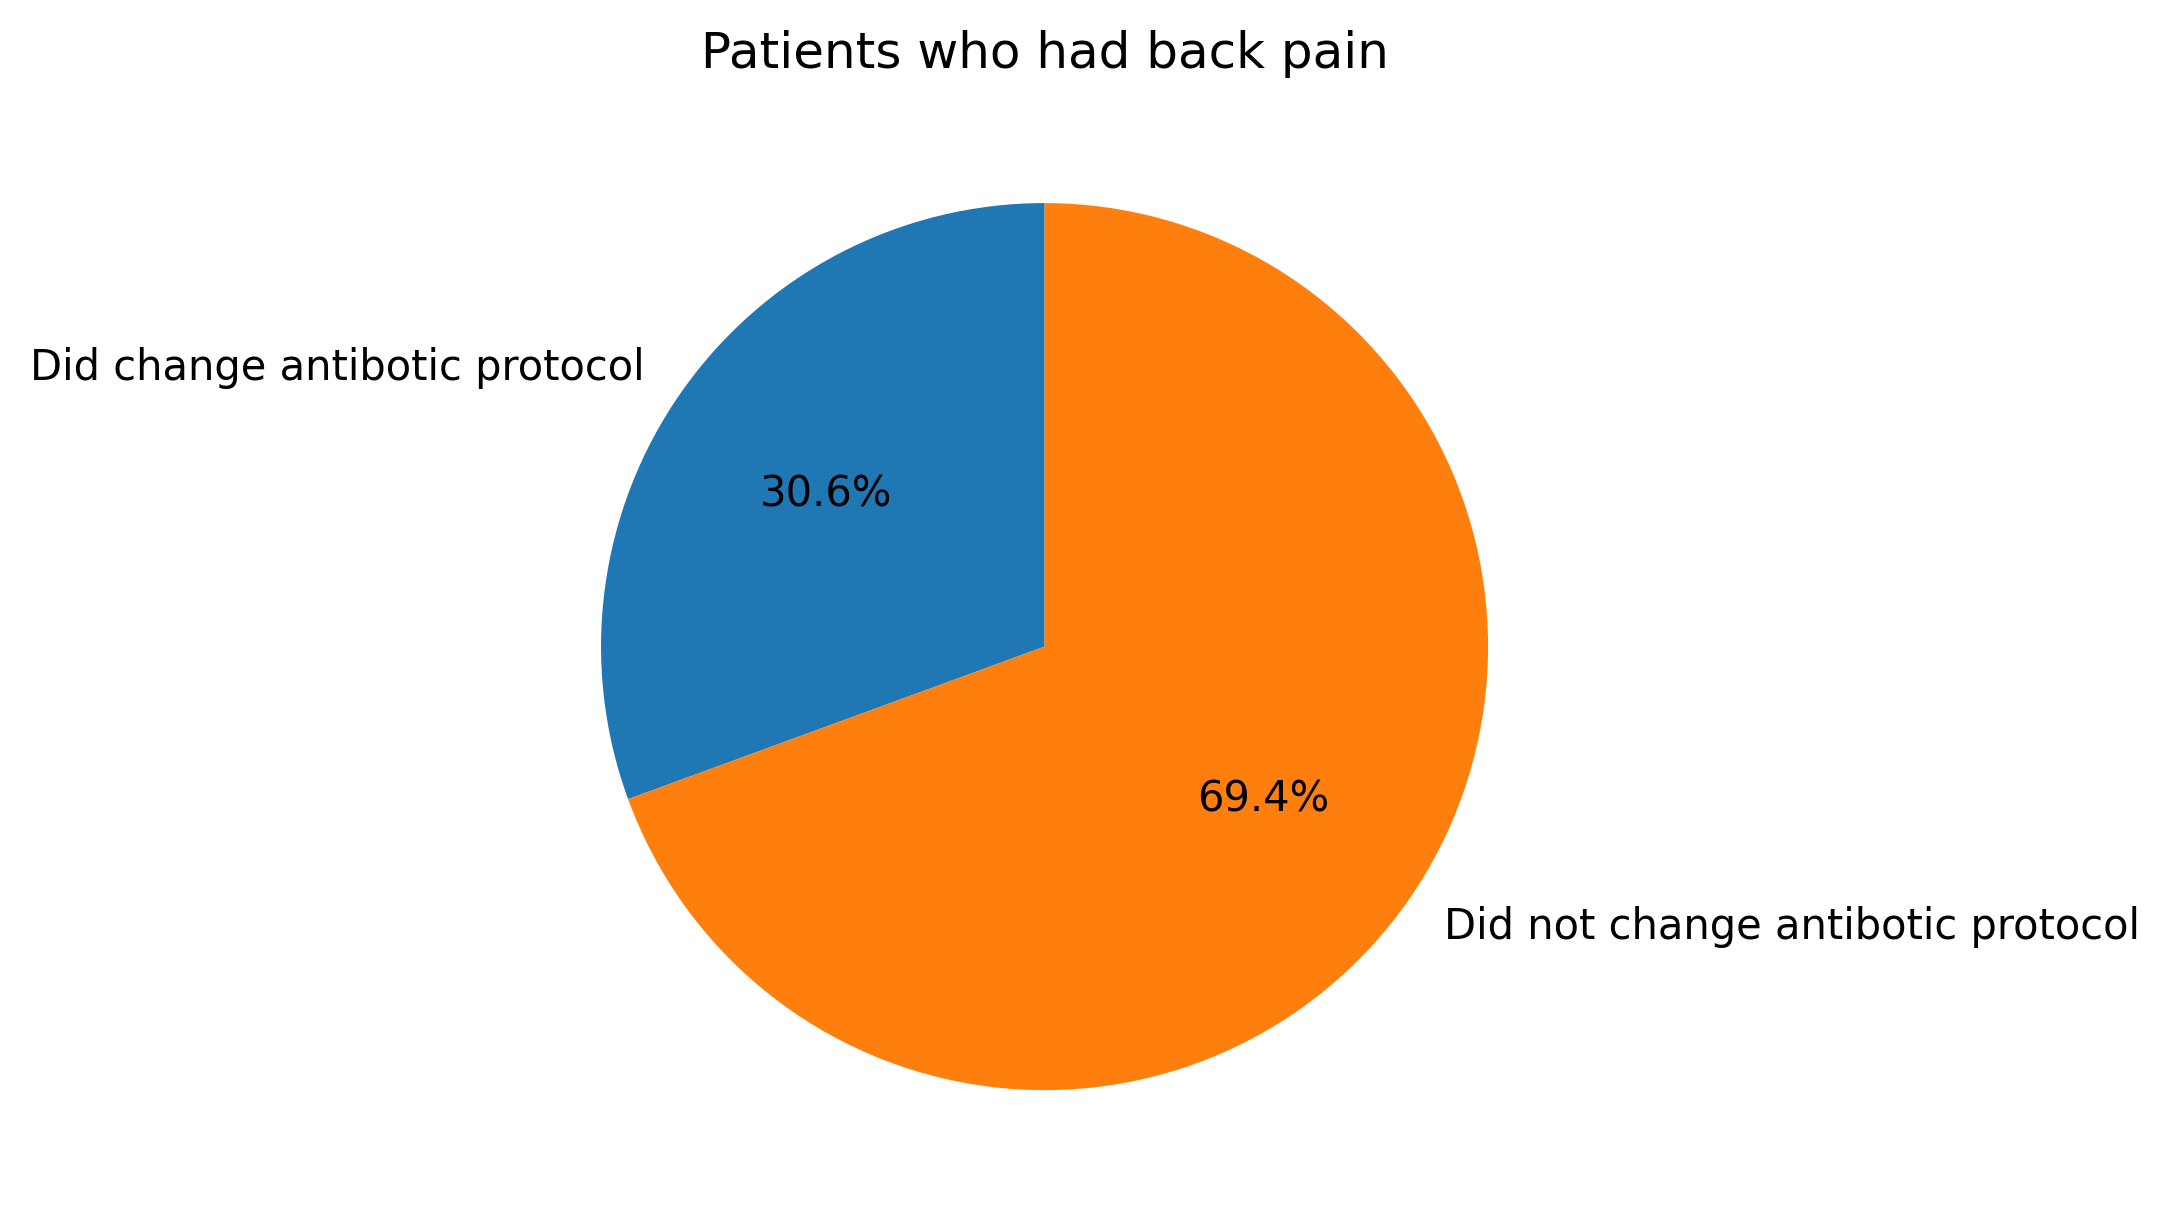 Patients who had back pain
Did change antibotic protocol
30.6%
69.4%
Did not change antibotic protocol